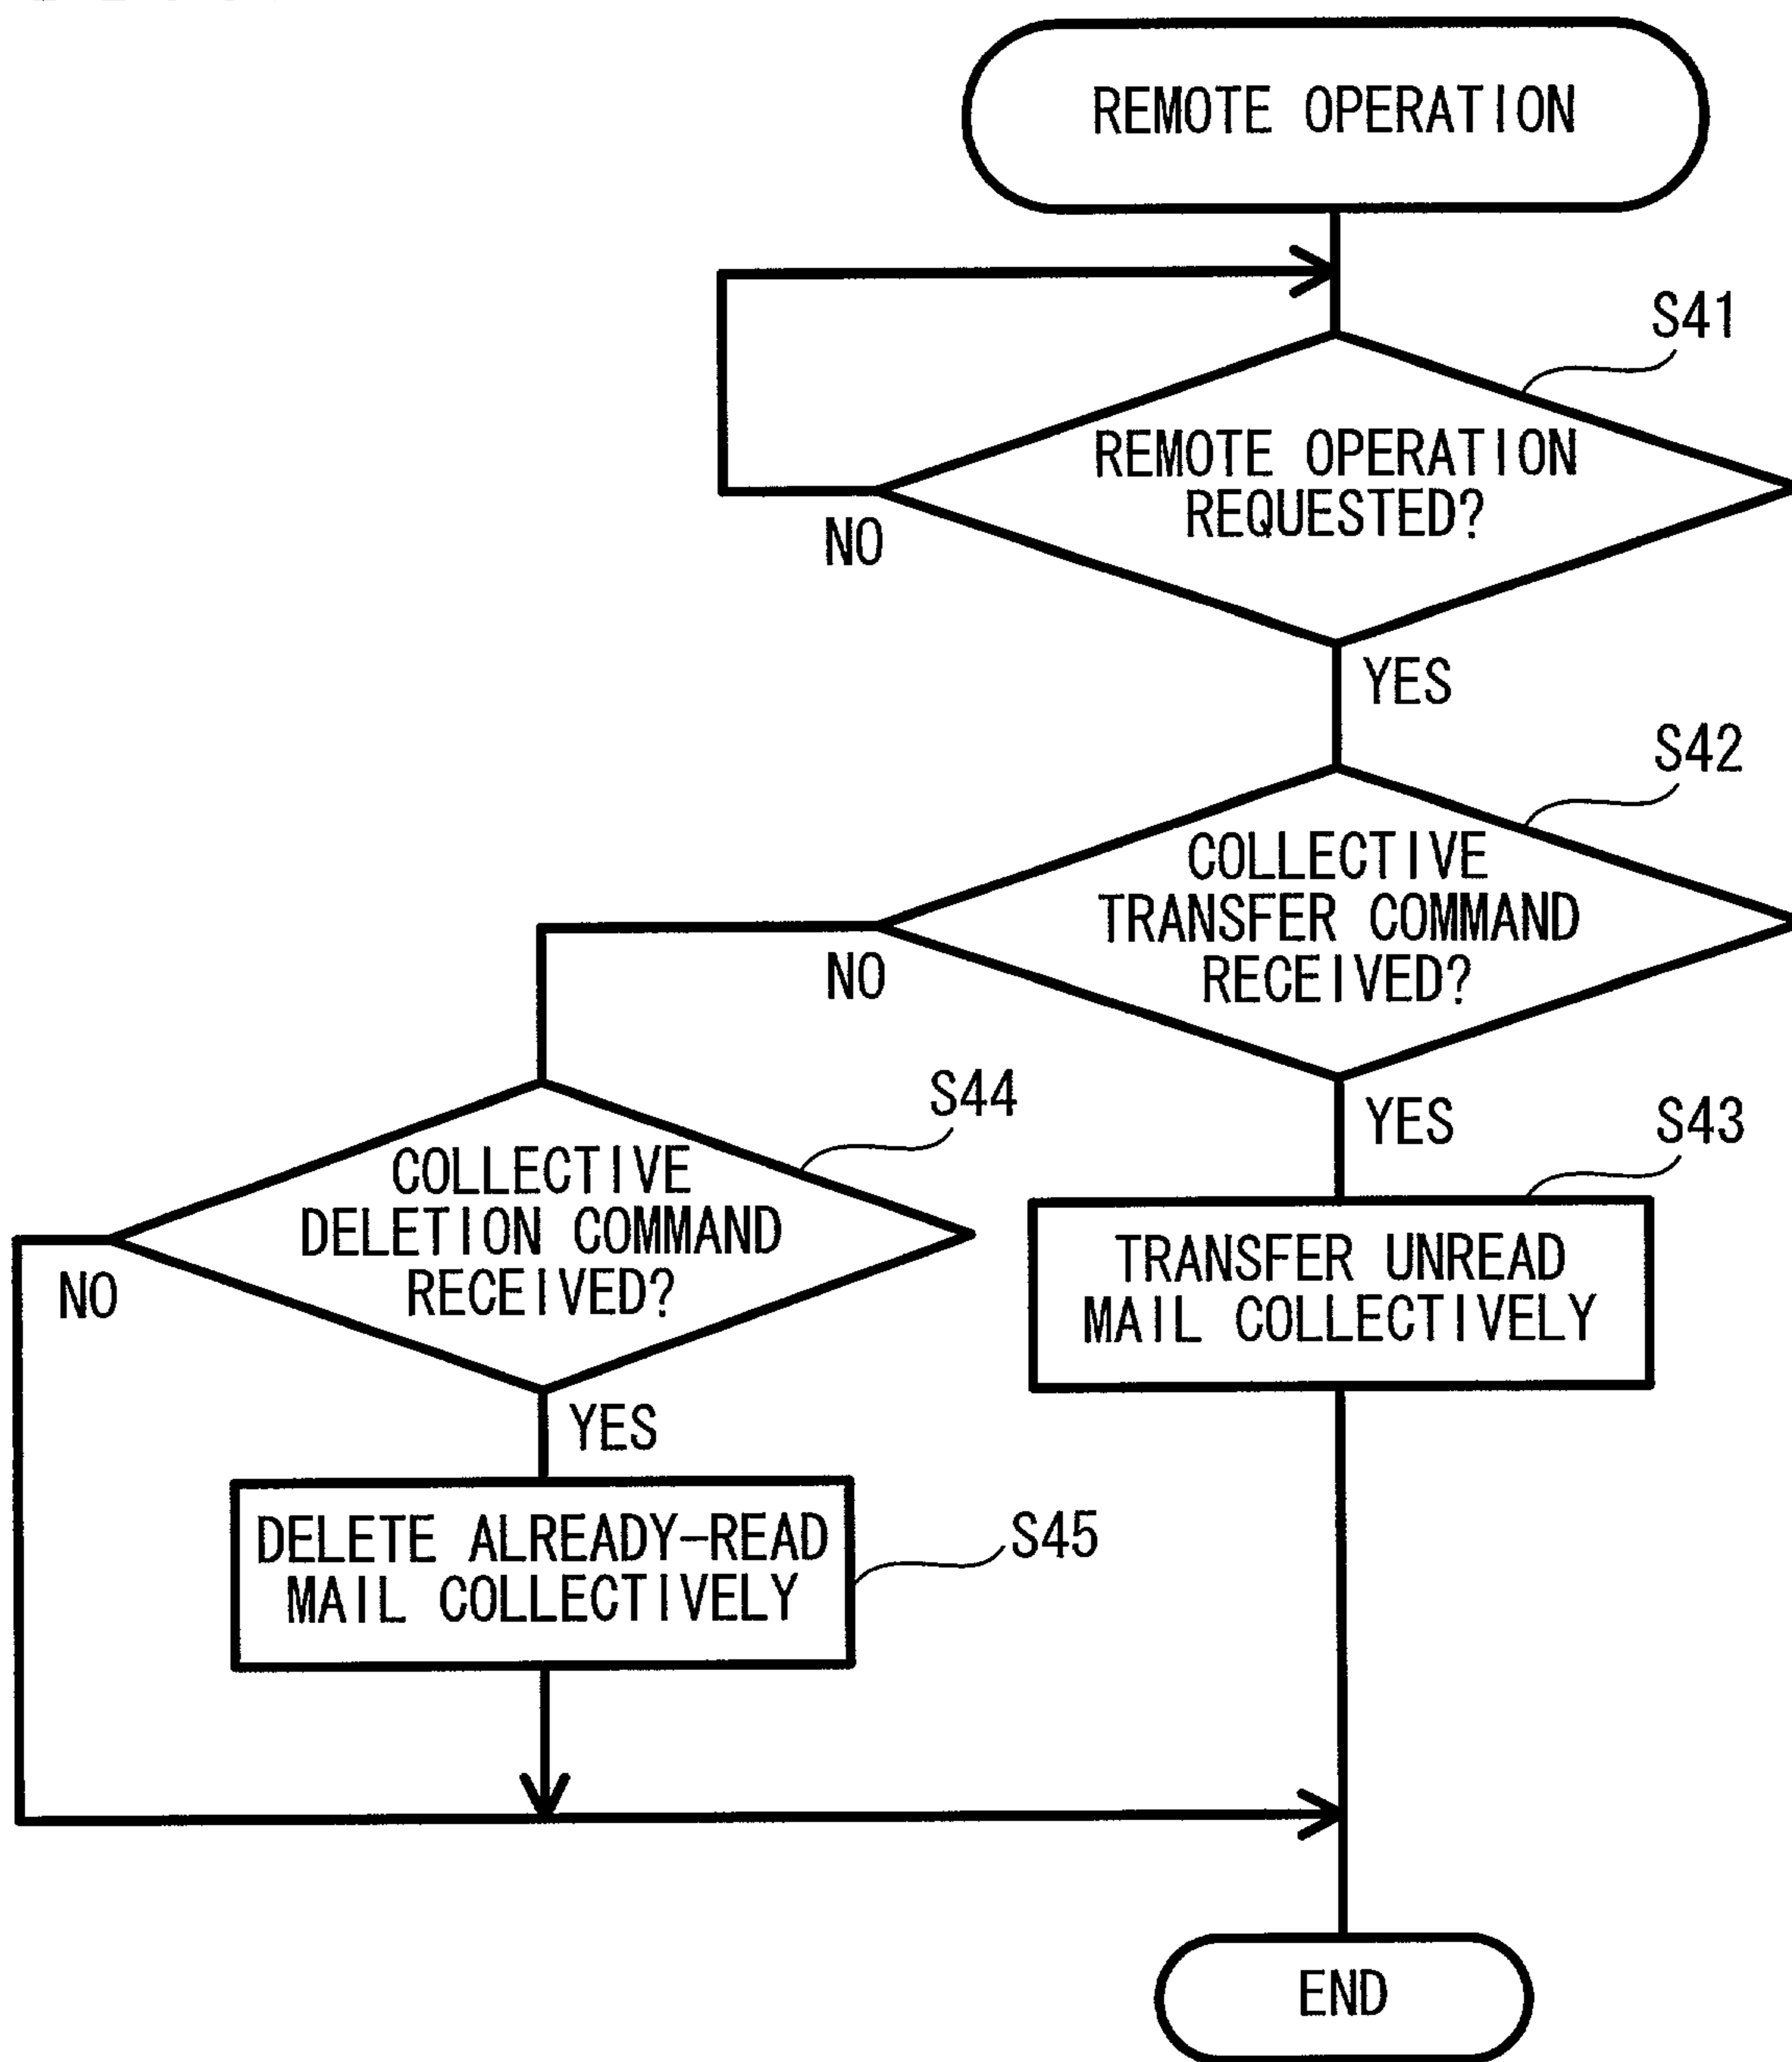 REMOTE OPERATION
S41
REMOTE OPERATION
REQUESTED?
NO
YES
S42
COLLECTIVE
TRANSFER COMMAND
RECEIVED?
NO
YES
S43
TRANSFER UNREAD
MAIL COLLECTIVELY
S44
COLLECTIVE
DELETION COMMAND
RECEIVED?
NO
YES
DELETE ALREADY-READ
MAIL COLLECTIVELY
S45
END